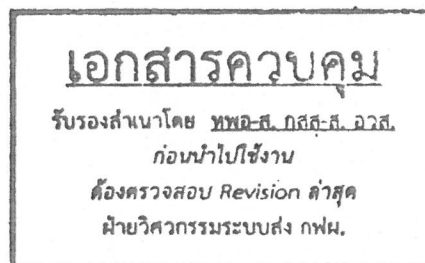 เอกสารควบคุม
รับรองสำเนาโดย ทพอ-ส. กสสุ-ส. อวส.
ก่อนนำไปใช้งาน
ต้องตรวจสอบ Revision ล่าสุด
ฝ่ายวิศวกรรมระบบส่ง กฟผ.